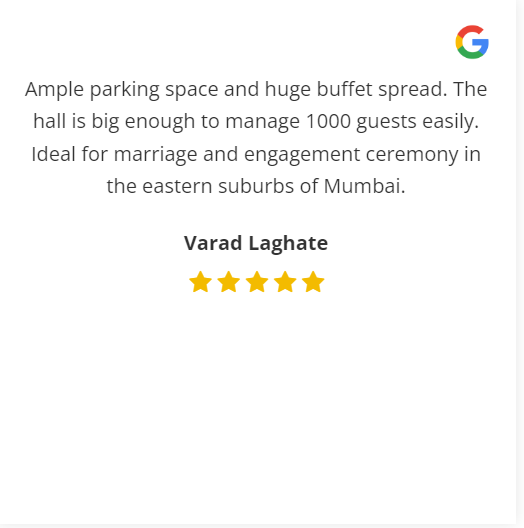 Ample parking space and huge buffet spread. The
hall is big enough to manage 1000 guests easily.
Ideal for marriage and engagement ceremony in
the eastern suburbs of Mumbai.
Varad Laghate